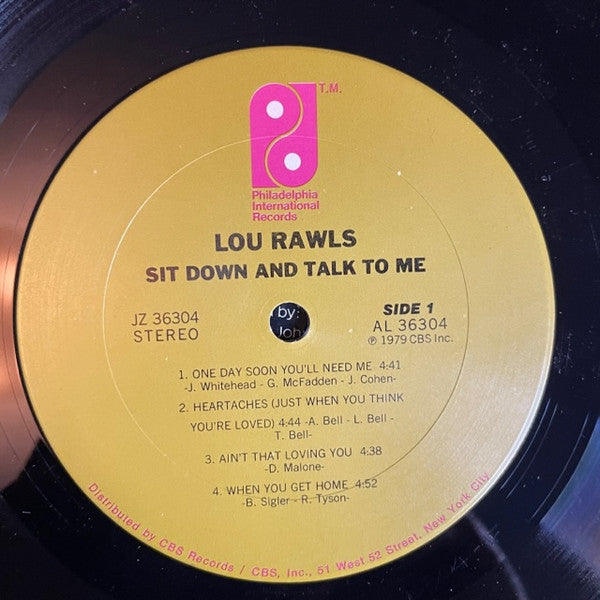 T.M.
Philadelphia
International
Records
LOU RAWLS
SIT DOWN AND TALK TO ME
JZ 36304
STEREO
by:
Joh
SIDE 1
AL 36304
℗ 1979 CBS Inc.
1. ONE DAY SOON YOU'LL NEED ME 4:41
-J. Whitehead - G. McFadden - J. Cohen-
2. HEARTACHES (JUST WHEN YOU THINK
YOU'RE LOVED) 4:44 -A. Bell - L. Bell -
T. Bell-
3. AIN'T THAT LOVING YOU 4:38
-D. Malone-
4. WHEN YOU GET HOME 4:52
-B. Sigler - R. Tyson-
Distributed by CBS Records / CBS, Inc., 51 West 52 Street, New York City